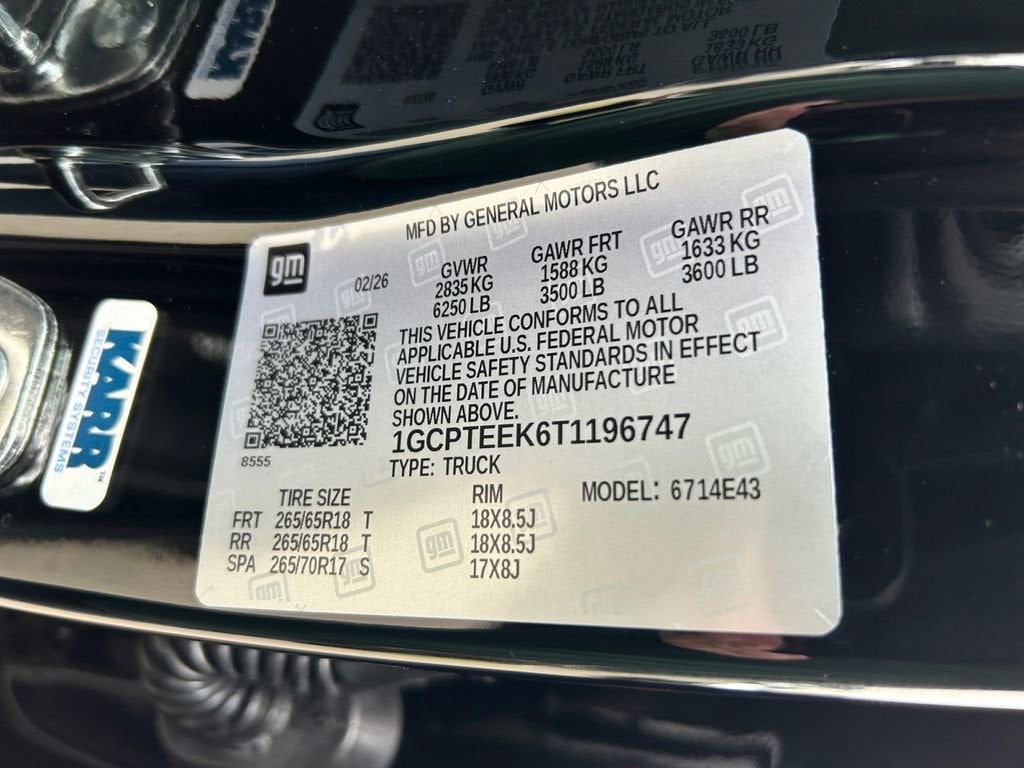 MFD BY GENERAL MOTORS LLC
gm
02/26
GVWR GAWR FRT GAWR RR
2835 KG 1588 KG 1633 KG
6250 LB 3500 LB 3600 LB
THIS VEHICLE CONFORMS TO ALL
APPLICABLE U.S. FEDERAL MOTOR
VEHICLE SAFETY STANDARDS IN EFFECT
ON THE DATE OF MANUFACTURE
SHOWN ABOVE.
1GCPTEEK6T1196747
8555
TYPE: TRUCK
TIRE SIZE RIM MODEL: 6714E43
FRT 265/65R18 T 18X8.5J
RR 265/65R18 T 18X8.5J
SPA 265/70R17 S 17X8J
KARR™
SECURITY SYSTEMS